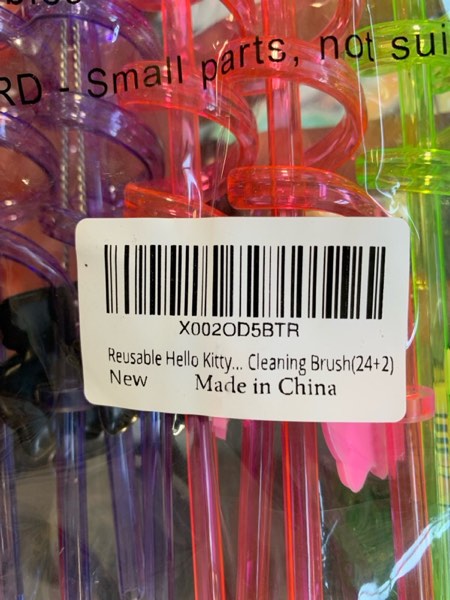 RD - Small parts, not sui
X002OD5BTR
Reusable Hello Kitty... Cleaning Brush(24+2)
New Made in China